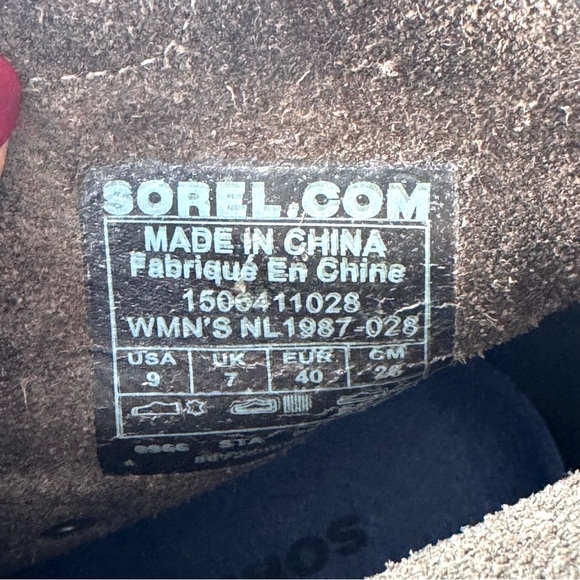 SOREL.COM
MADE IN CHINA
Fabriqué En Chine
1506411028
WMN'S NL1987-028
USA UK EUR CM
9 7 40 26